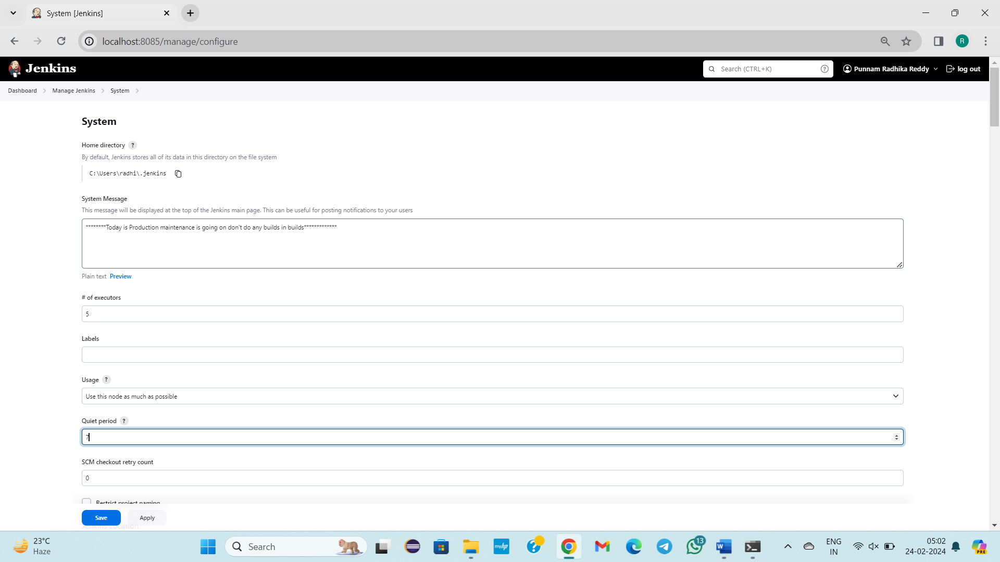 System [Jenkins]
localhost:8085/manage/configure
R
Jenkins
Search (CTRL+K)
?
Punnam Radhika Reddy
log out
Dashboard
Manage Jenkins
System
System
Home directory ?
By default, Jenkins stores all of its data in this directory on the file system
C:\Users\radhi\.jenkins
System Message
This message will be displayed at the top of the Jenkins main page. This can be useful for posting notifications to your users
********Today is Production maintenance is going on don't do any builds in builds*************
Plain text Preview
# of executors
5
Labels
Usage ?
Use this node as much as possible
Quiet period ?
7
SCM checkout retry count
0
Restrict project naming
Save
Apply
Jenkins Location
23°C
Haze
Search
myhp
?
13
W
ENG
IN
05:02
24-02-2024
PRE